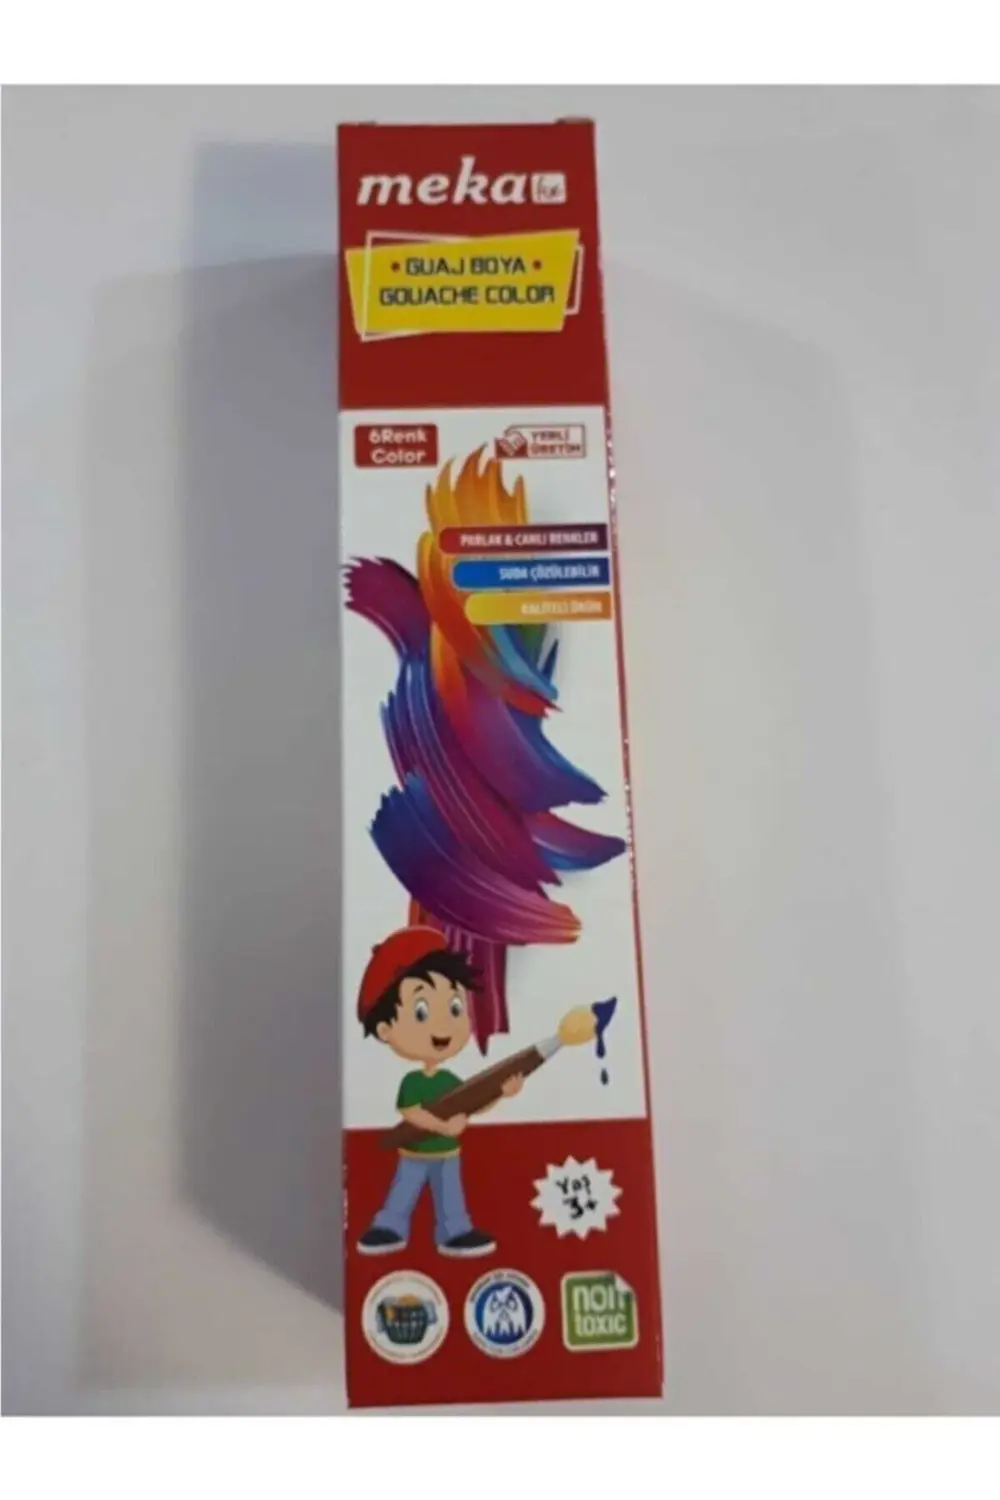 meka
• GUAJ BOYA •
GOUACHE COLOR
6Renk
Color
YERLİ
ÜRETİM
PARLAK & CANLI RENKLER
SUDA ÇÖZÜLEBİLİR
KALİTELİ ÜRÜN
Yaş
3+
non
toxic